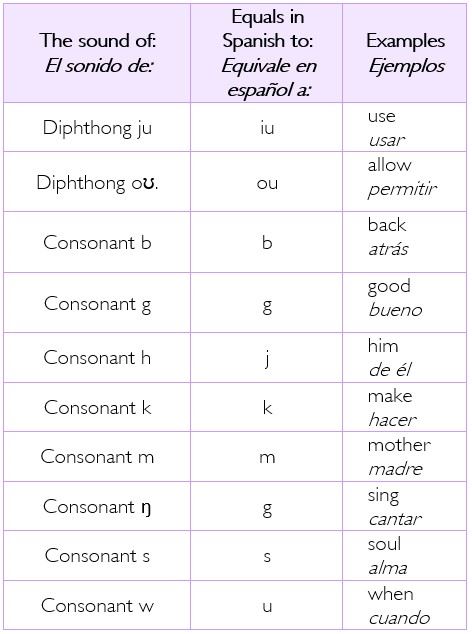 The sound of:
El sonido de:
Equals in
Spanish to:
Equivale en
español a:
Examples
Ejemplos
Diphthong ju
iu
use
usar
Diphthong oʊ.
ou
allow
permitir
Consonant b
b
back
atrás
Consonant g
g
good
bueno
Consonant h
j
him
de él
Consonant k
k
make
hacer
Consonant m
m
mother
madre
Consonant ŋ
g
sing
cantar
Consonant s
s
soul
alma
Consonant w
u
when
cuando